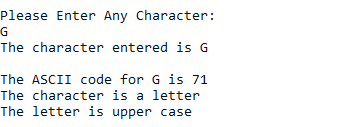 Please Enter Any Character:
G
The character entered is G
The ASCII code for G is 71
The character is a letter
The letter is upper case